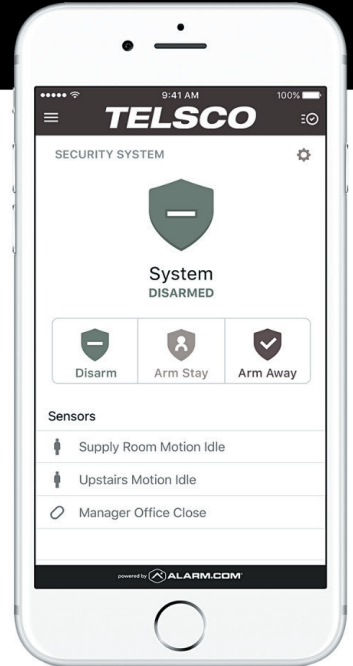 9:41 AM 100%
TELSCO
SECURITY SYSTEM
System
DISARMED
Disarm Arm Stay Arm Away
Sensors
Supply Room Motion Idle
Upstairs Motion Idle
Manager Office Close
powered by ALARM.COM